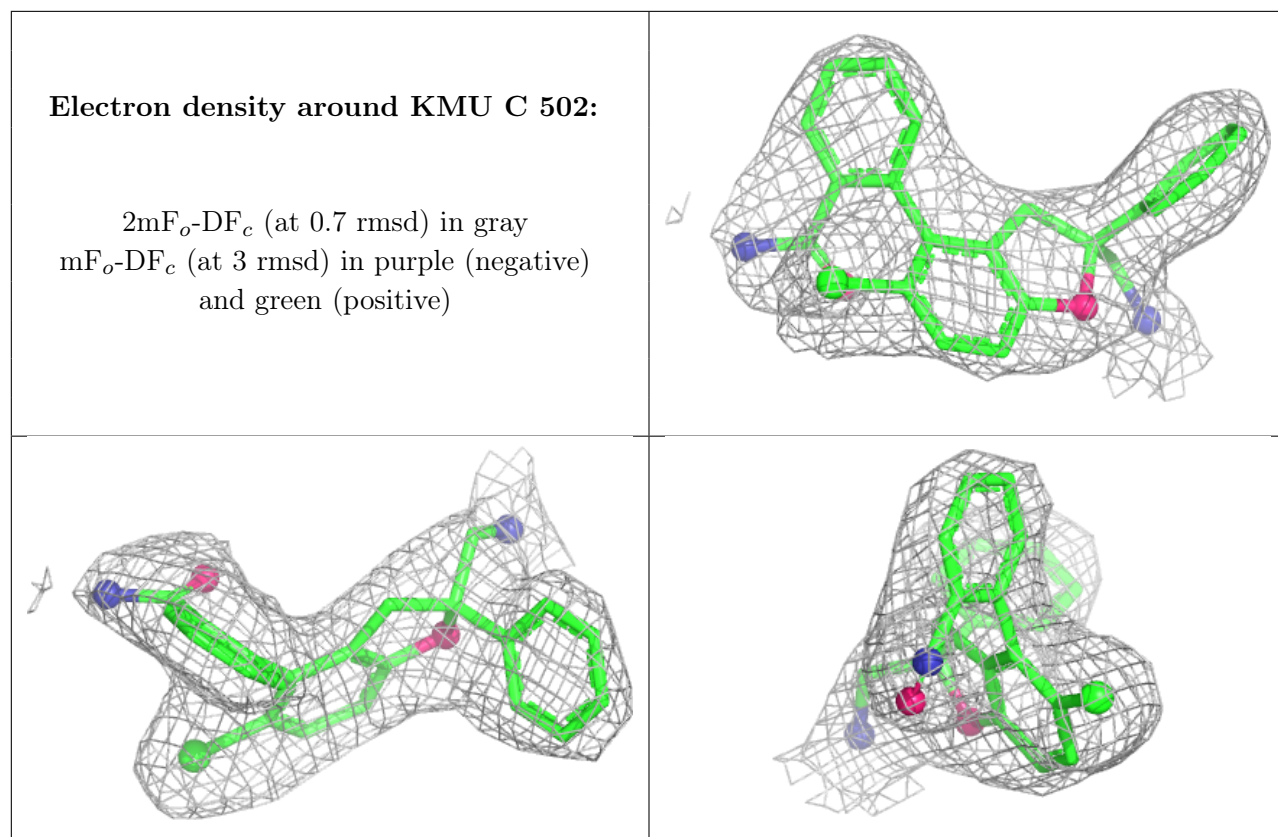 Electron density around KMU C 502:
2mFₒ-DF𝒸 (at 0.7 rmsd) in gray
mFₒ-DF𝒸 (at 3 rmsd) in purple (negative)
and green (positive)